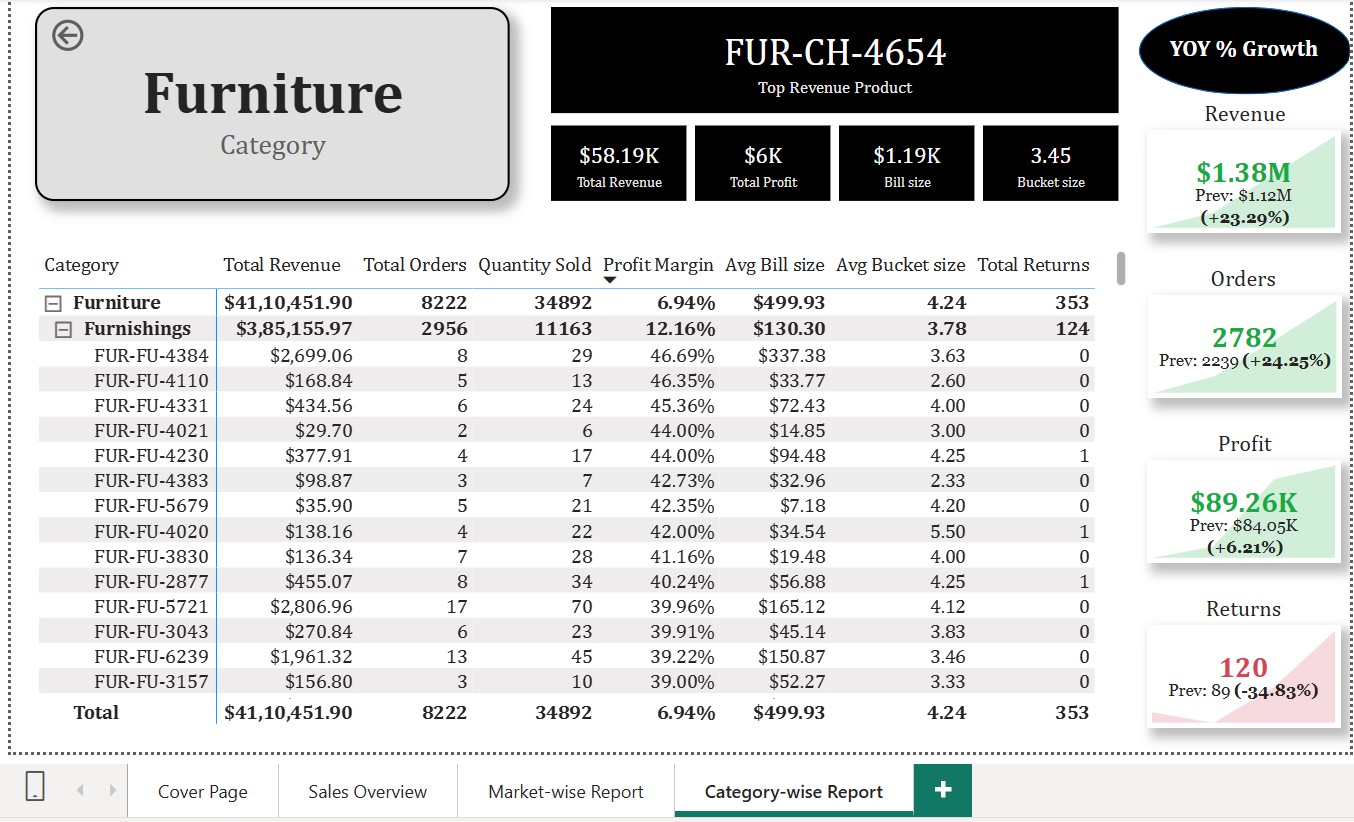 Furniture
Category
FUR-CH-4654
Top Revenue Product
$58.19K
Total Revenue
$6K
Total Profit
$1.19K
Bill size
3.45
Bucket size
YOY % Growth
Revenue
$1.38M
Prev: $1.12M
(+23.29%)
Orders
2782
Prev: 2239 (+24.25%)
Profit
$89.26K
Prev: $84.05K
(+6.21%)
Returns
120
Prev: 89 (-34.83%)
Category Total Revenue Total Orders Quantity Sold Profit Margin Avg Bill size Avg Bucket size Total Returns
Furniture $41,10,451.90 8222 34892 6.94% $499.93 4.24 353
Furnishings $3,85,155.97 2956 11163 12.16% $130.30 3.78 124
FUR-FU-4384 $2,699.06 8 29 46.69% $337.38 3.63 0
FUR-FU-4110 $168.84 5 13 46.35% $33.77 2.60 0
FUR-FU-4331 $434.56 6 24 45.36% $72.43 4.00 0
FUR-FU-4021 $29.70 2 6 44.00% $14.85 3.00 0
FUR-FU-4230 $377.91 4 17 44.00% $94.48 4.25 1
FUR-FU-4383 $98.87 3 7 42.73% $32.96 2.33 0
FUR-FU-5679 $35.90 5 21 42.35% $7.18 4.20 0
FUR-FU-4020 $138.16 4 22 42.00% $34.54 5.50 1
FUR-FU-3830 $136.34 7 28 41.16% $19.48 4.00 0
FUR-FU-2877 $455.07 8 34 40.24% $56.88 4.25 1
FUR-FU-5721 $2,806.96 17 70 39.96% $165.12 4.12 0
FUR-FU-3043 $270.84 6 23 39.91% $45.14 3.83 0
FUR-FU-6239 $1,961.32 13 45 39.22% $150.87 3.46 0
FUR-FU-3157 $156.80 3 10 39.00% $52.27 3.33 0
Total $41,10,451.90 8222 34892 6.94% $499.93 4.24 353
Cover Page Sales Overview Market-wise Report Category-wise Report +